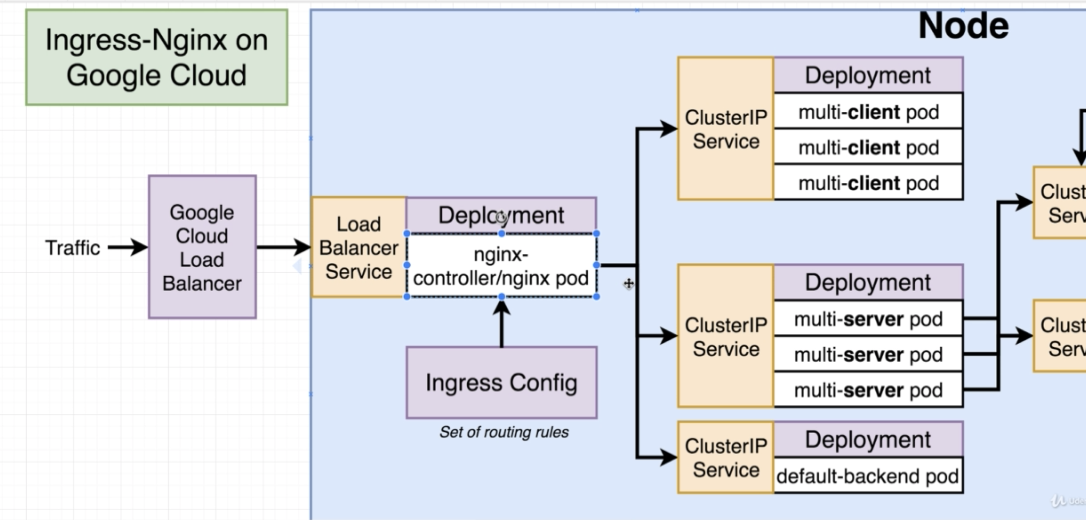 Ingress-Nginx on
Google Cloud
Node
Traffic
Google
Cloud
Load
Balancer
Load
Balancer
Service
Deployment
nginx-
controller/nginx pod
Ingress Config
Set of routing rules
ClusterIP
Service
Deployment
multi-client pod
multi-client pod
multi-client pod
ClusterIP
Service
Deployment
multi-server pod
multi-server pod
multi-server pod
ClusterIP
Service
Deployment
default-backend pod
Clust
Serv
Clust
Serv